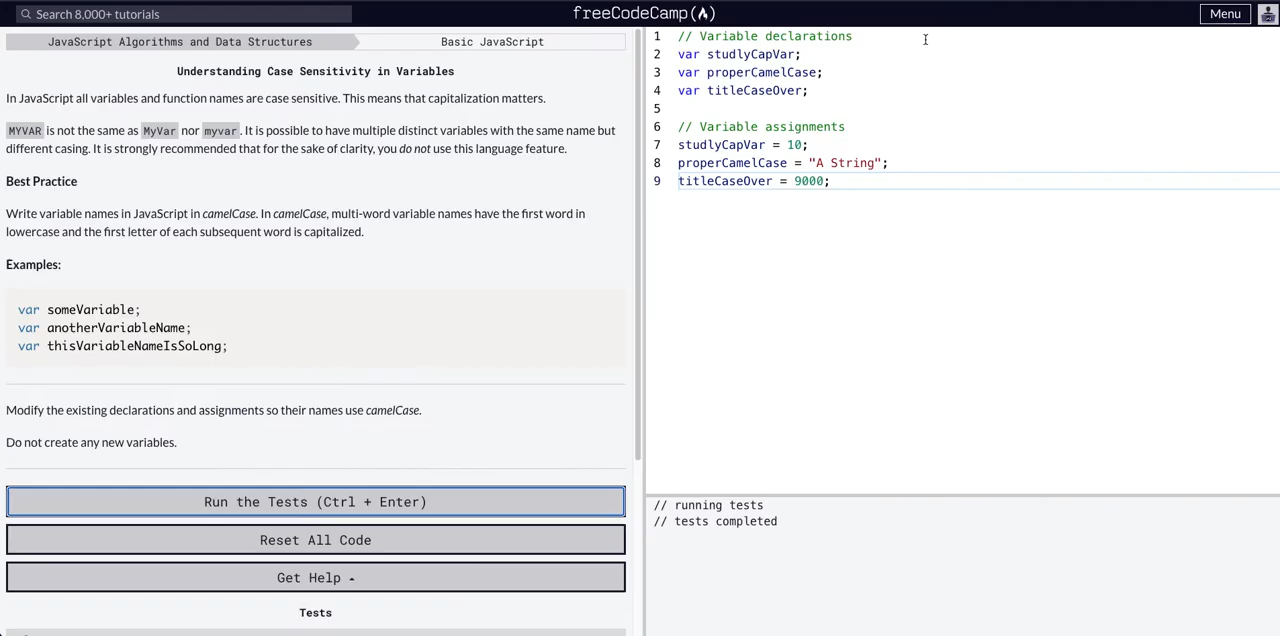 Search 8,000+ tutorials
freeCodeCamp
Menu
JavaScript Algorithms and Data Structures
Basic JavaScript
Understanding Case Sensitivity in Variables
In JavaScript all variables and function names are case sensitive. This means that capitalization matters.
MYVAR is not the same as MyVar nor myvar. It is possible to have multiple distinct variables with the same name but
different casing. It is strongly recommended that for the sake of clarity, you do not use this language feature.
Best Practice
Write variable names in JavaScript in camelCase. In camelCase, multi-word variable names have the first word in
lowercase and the first letter of each subsequent word is capitalized.
Examples:
var someVariable;
var anotherVariableName;
var thisVariableNameIsSoLong;
Modify the existing declarations and assignments so their names use camelCase.
Do not create any new variables.
Run the Tests (Ctrl + Enter)
Reset All Code
Get Help
Tests
1 // Variable declarations
2 var studlyCapVar;
3 var properCamelCase;
4 var titleCaseOver;
5
6 // Variable assignments
7 studlyCapVar = 10;
8 properCamelCase = "A String";
9 titleCaseOver = 9000;
// running tests
// tests completed